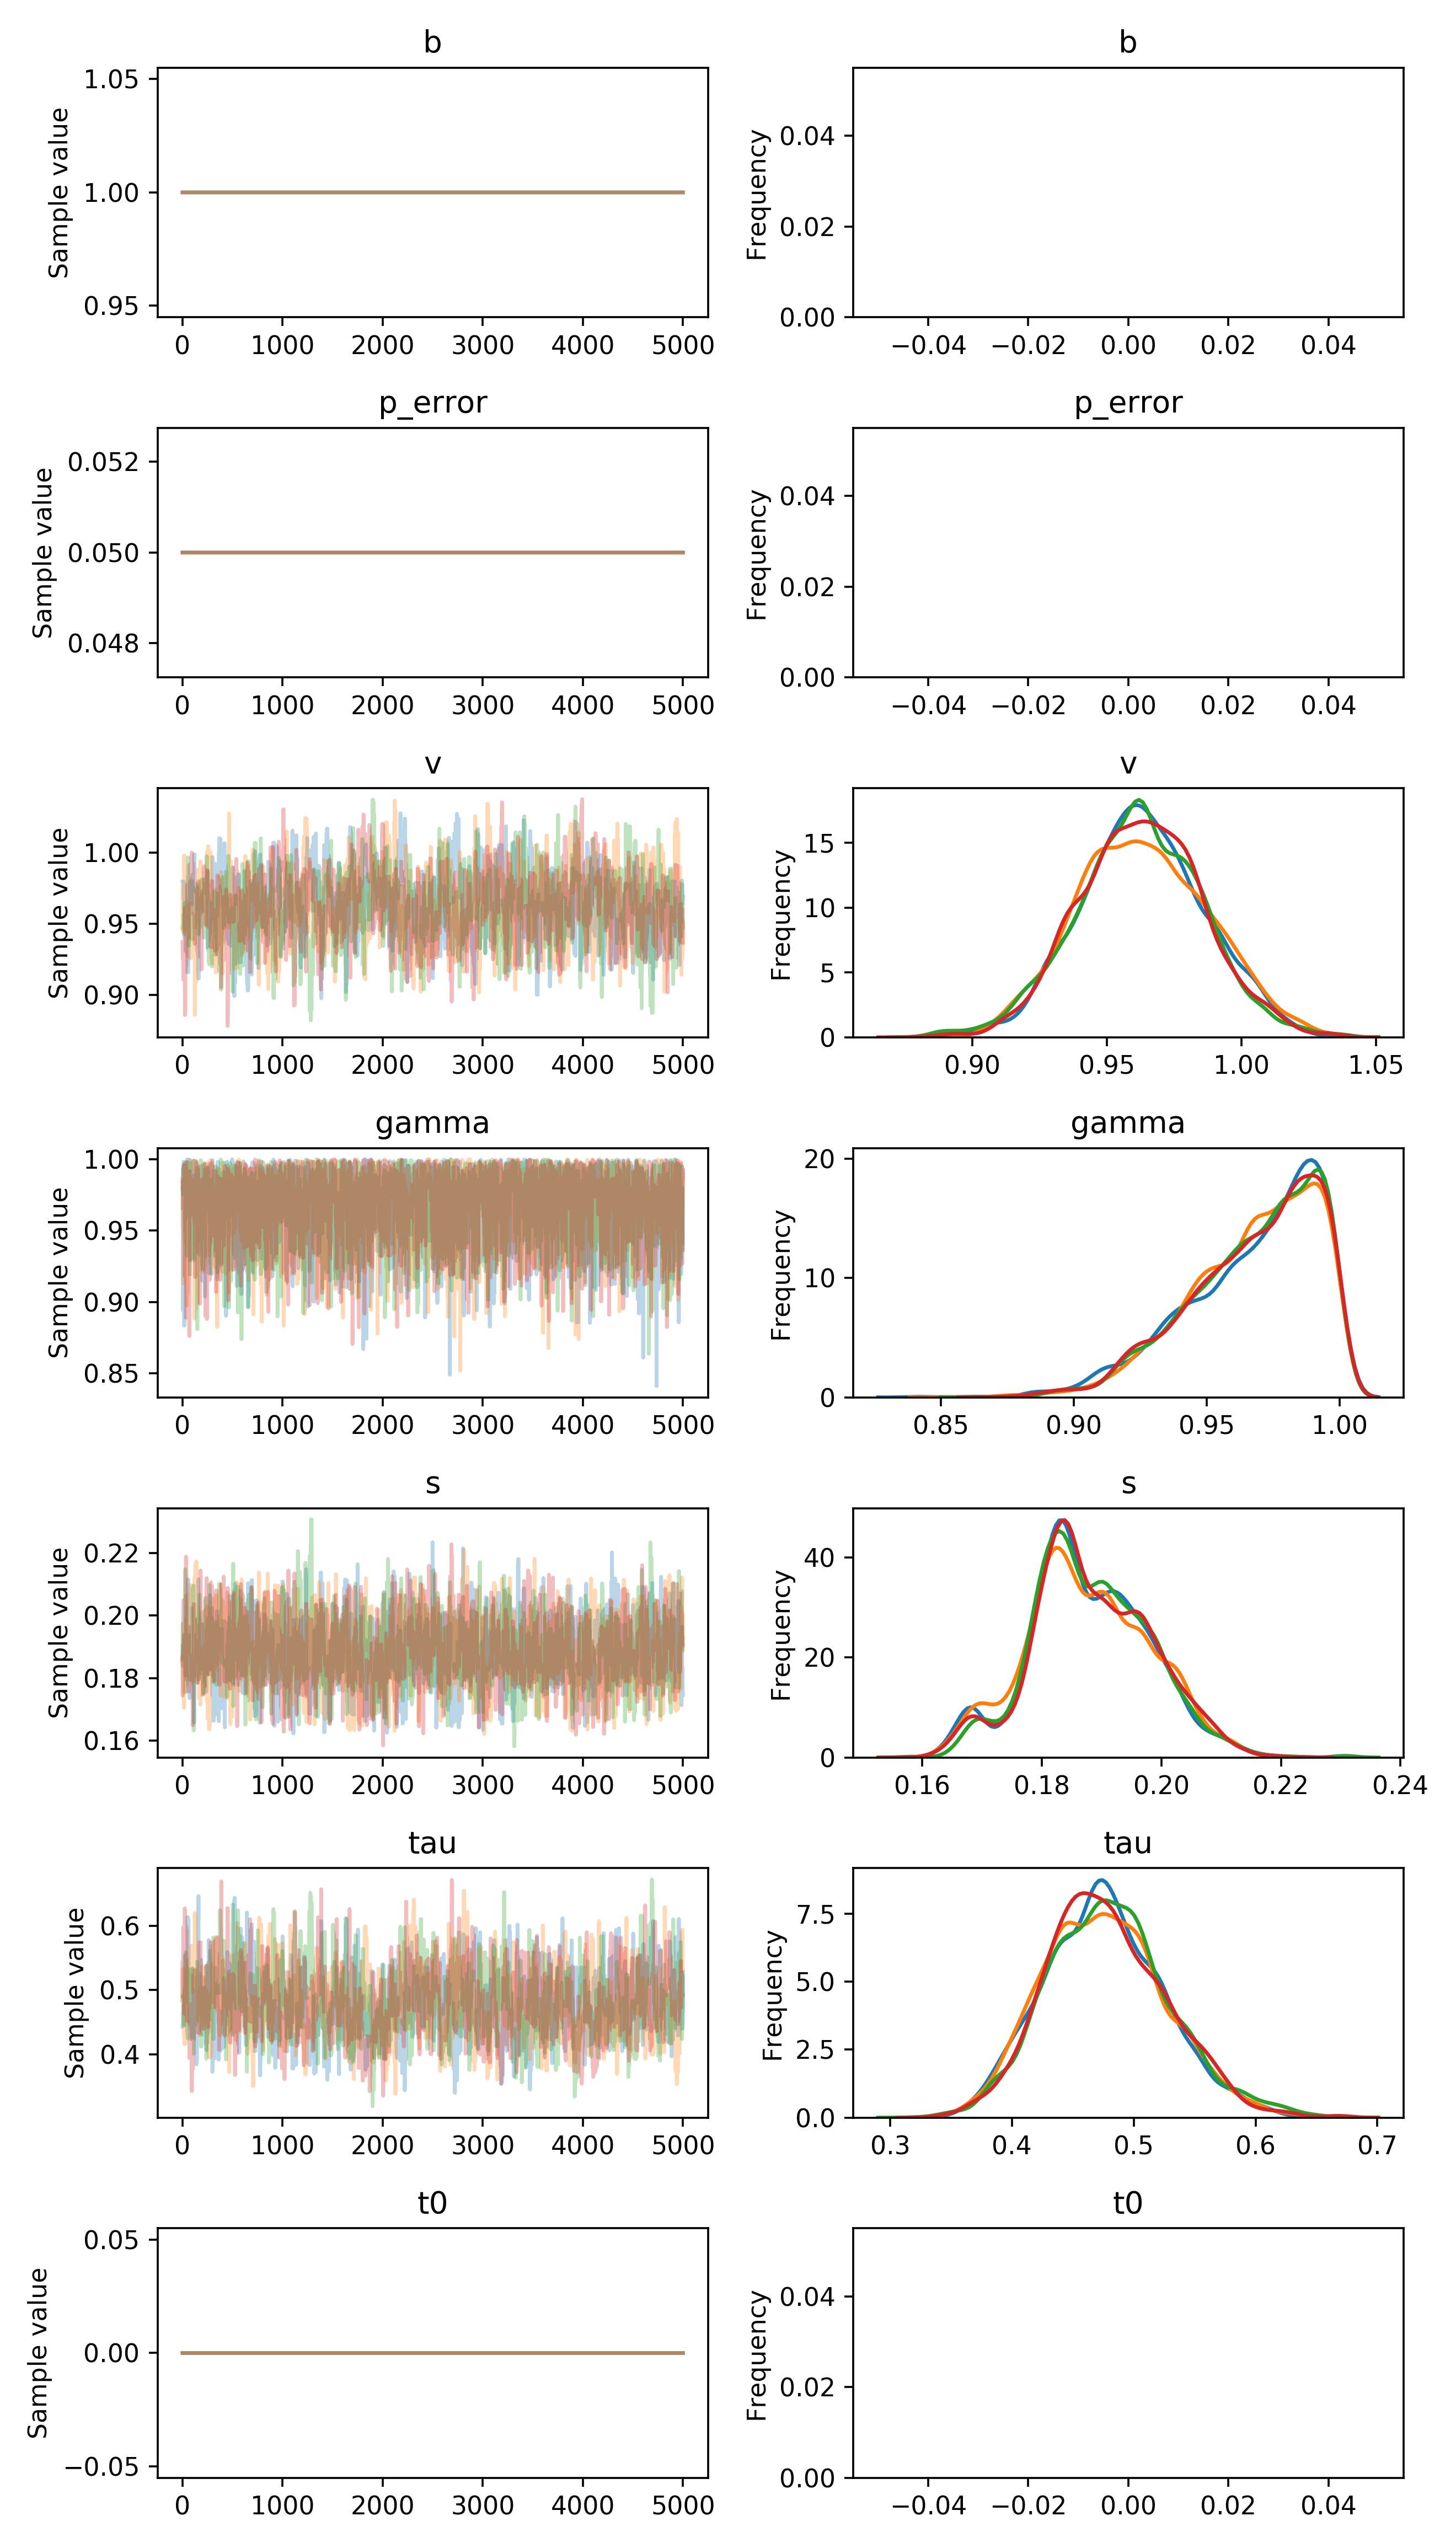 b b
Sample value 1.05 1.00 0.95
0 1000 2000 3000 4000 5000
Frequency 0.04 0.02 0.00
−0.04 −0.02 0.00 0.02 0.04
p_error p_error
Sample value 0.052 0.050 0.048
0 1000 2000 3000 4000 5000
Frequency 0.04 0.02 0.00
−0.04 −0.02 0.00 0.02 0.04
v v
Sample value 1.00 0.95 0.90
0 1000 2000 3000 4000 5000
Frequency 15 10 5 0
0.90 0.95 1.00 1.05
gamma gamma
Sample value 1.00 0.95 0.90 0.85
0 1000 2000 3000 4000 5000
Frequency 20 10 0
0.85 0.90 0.95 1.00
s s
Sample value 0.22 0.20 0.18 0.16
0 1000 2000 3000 4000 5000
Frequency 40 20 0
0.16 0.18 0.20 0.22 0.24
tau tau
Sample value 0.6 0.5 0.4
0 1000 2000 3000 4000 5000
Frequency 7.5 5.0 2.5 0.0
0.3 0.4 0.5 0.6 0.7
t0 t0
Sample value 0.05 0.00 −0.05
0 1000 2000 3000 4000 5000
Frequency 0.04 0.02 0.00
−0.04 −0.02 0.00 0.02 0.04